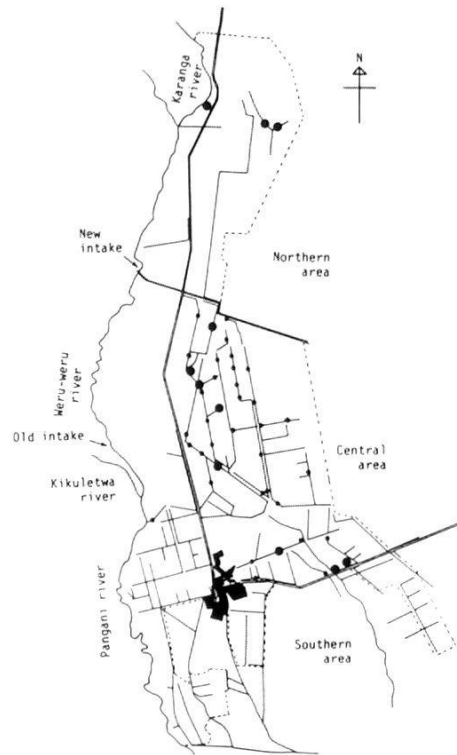 Karanga river
N
New
intake
Northern
area
Weru-weru
river
Old intake
Kikuletwa
river
Central
area
Pangani river
Southern
area